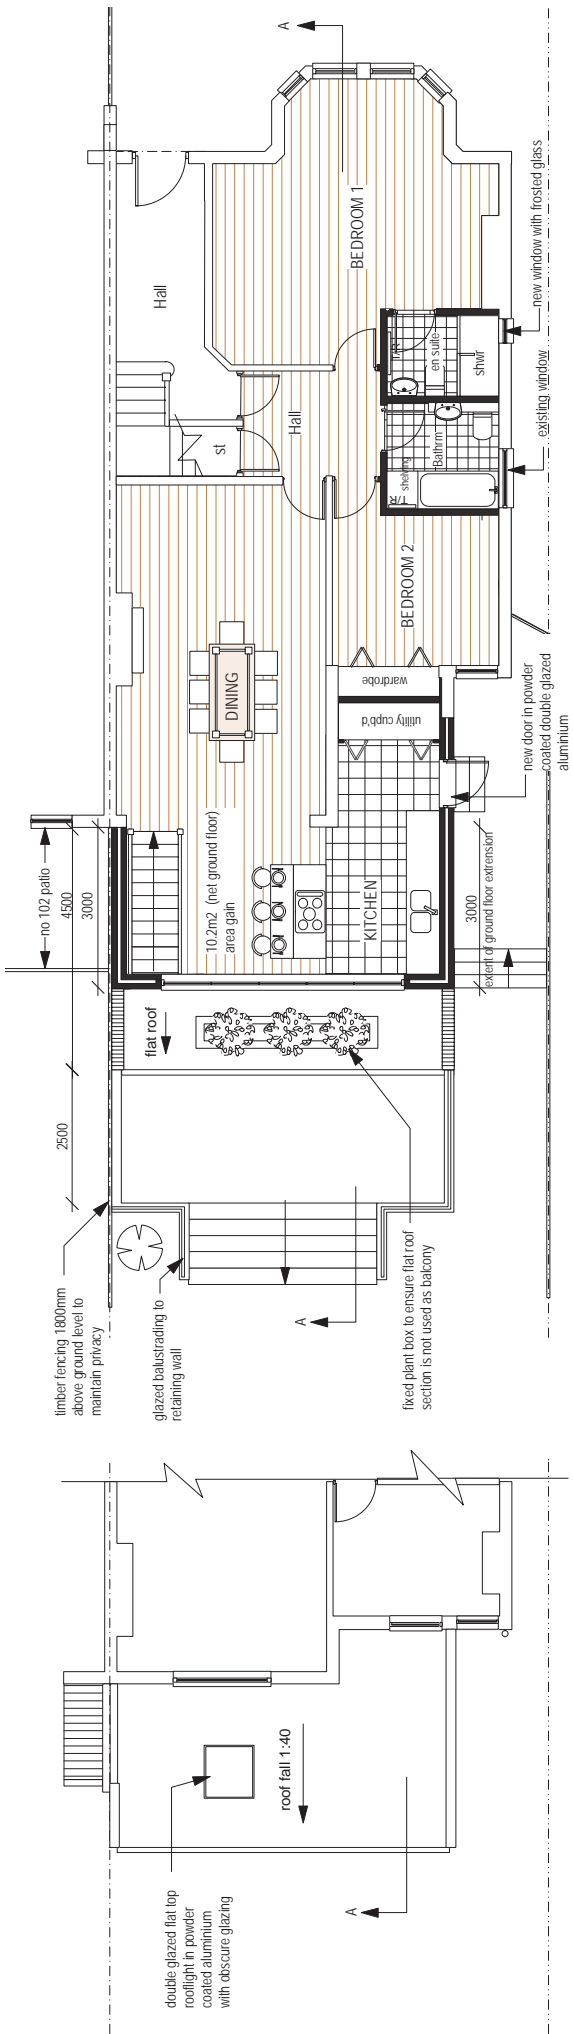 A
new window with frosted glass
BEDROOM 1
Hall
T/R
en suite
shwr
existing window
Hall
st
Bathrm
shelving
T/R
BEDROOM 2
wardrobe
DINING
utility cupb'd
new door in powder
coated double glazed
aluminium
no 102 patio
4500
3000
10.2m2 (net ground floor)
area gain
KITCHEN
3000
extent of ground floor extrension
flat roof
2500
timber fencing 1800mm
above ground level to
maintain privacy
glazed balustrading to
retaining wall
A
fixed plant box to ensure flat roof
section is not used as balcony
roof fall 1:40
double glazed flat top
rooflight in powder
coated aluminium
with obscure glazing
A